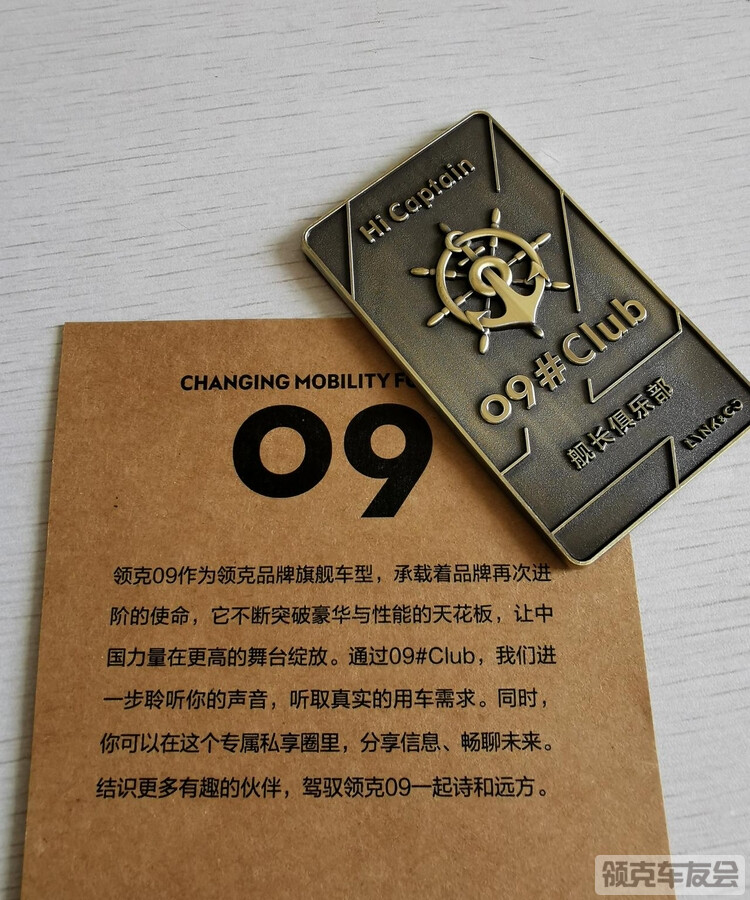 Hi Captain
09#Club
舰长俱乐部
LYNK&CO
CHANGING MOBILITY
09
领克09作为领克品牌旗舰车型，承载着品牌再次进
阶的使命，它不断突破豪华与性能的天花板，让中
国力量在更高的舞台绽放。通过09#Club，我们进
一步聆听你的声音，听取真实的用车需求。同时，
你可以在这个专属私享圈里，分享信息、畅聊未来。
结识更多有趣的伙伴，驾驭领克09一起诗和远方。
领克车友会